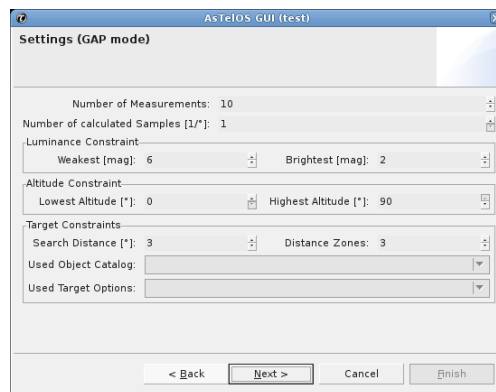 AsTelOS GUI (test)
Settings (GAP mode)
Number of Measurements: 10
Number of calculated Samples [1/°]: 1
Luminance Constraint
Weakest [mag]: 6 Brightest [mag]: 2
Altitude Constraint
Lowest Altitude [°]: 0 Highest Altitude [°]: 90
Target Constraints
Search Distance [°]: 3 Distance Zones: 3
Used Object Catalog:
Used Target Options:
< Back Next > Cancel Finish